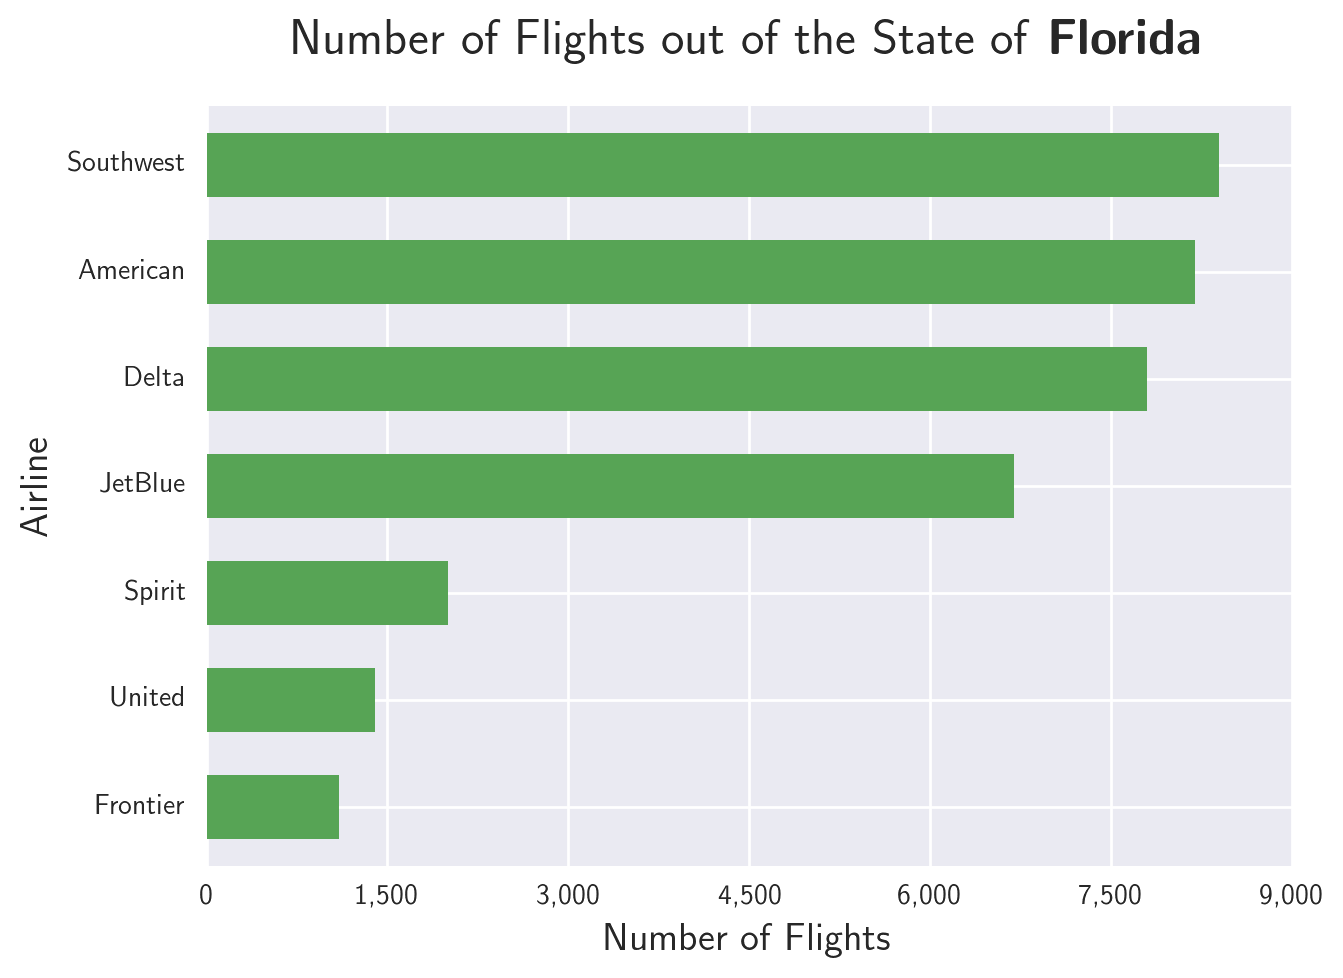 Number of Flights out of the State of Florida
Southwest
American
Delta
JetBlue
Spirit
United
Frontier
Airline
0 1,500 3,000 4,500 6,000 7,500 9,000
Number of Flights